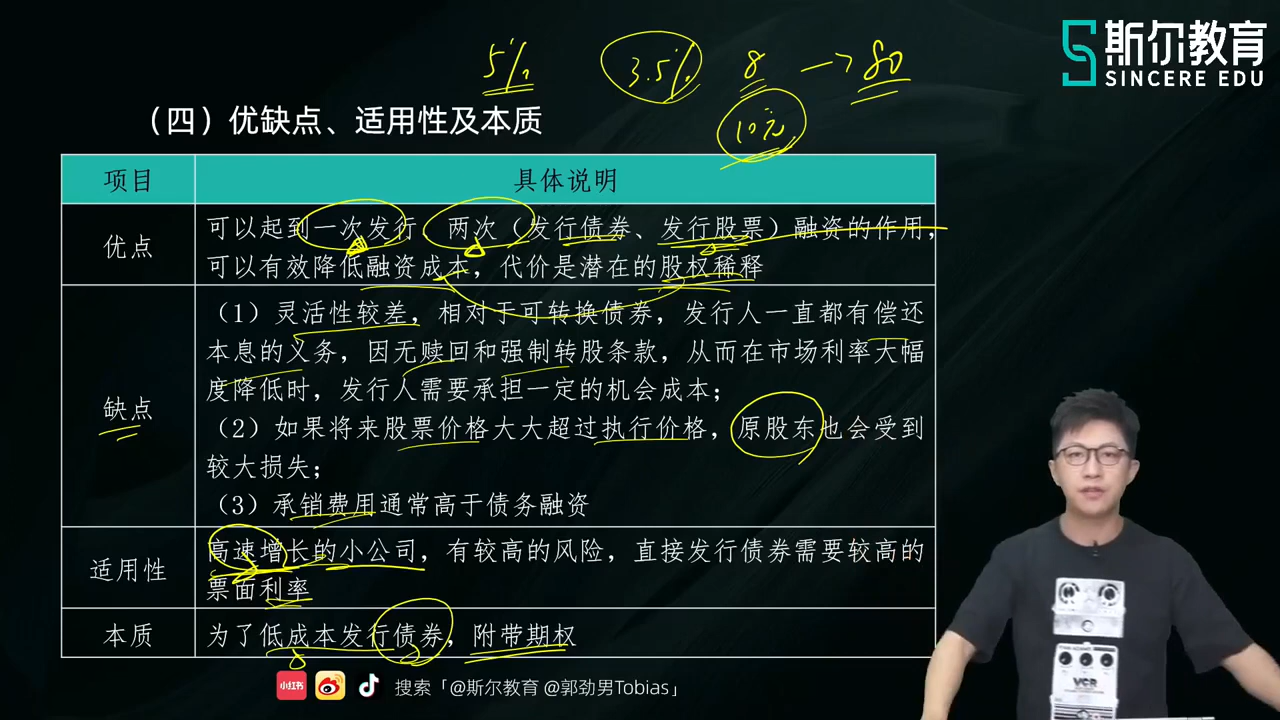 5% 3.5% 8 → 80
10元
斯尔教育
SINCERE EDU
（四）优缺点、适用性及本质
项目 具体说明
优点
可以起到一次发行，两次（发行债券、发行股票）融资的作用，
可以有效降低融资成本，代价是潜在的股权稀释
缺点
（1）灵活性较差，相对于可转换债券，发行人一直都有偿还
本息的义务，因无赎回和强制转股条款，从而在市场利率大幅
度降低时，发行人需要承担一定的机会成本；
（2）如果将来股票价格大大超过执行价格，原股东也会受到
较大损失；
（3）承销费用通常高于债务融资
适用性
高速增长的小公司，有较高的风险，直接发行债券需要较高的
票面利率
本质
为了低成本发行债券，附带期权
小红书
搜索「@斯尔教育 @郭劲男Tobias」
VCR